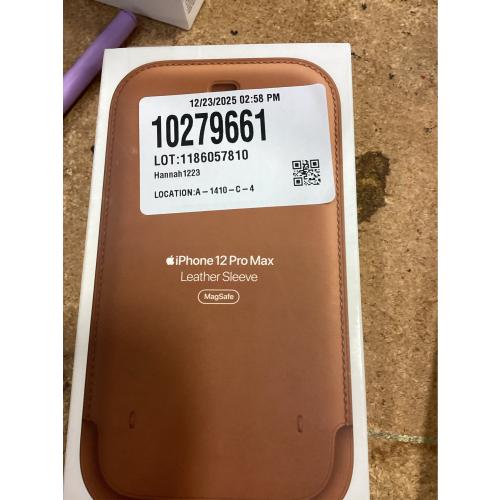 12/23/2025 02:58 PM
10279661
LOT:1186057810
Hannah1223
LOCATION:A-1410-C-4
iPhone 12 Pro Max
Leather Sleeve
MagSafe